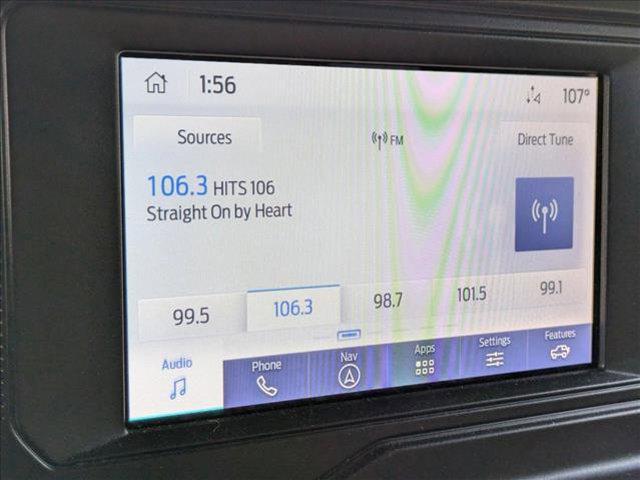 1:56
107°
Sources
FM
Direct Tune
106.3 HITS 106
Straight On by Heart
99.5
106.3
98.7
101.5
99.1
Audio
Phone
Nav
Apps
Settings
Features